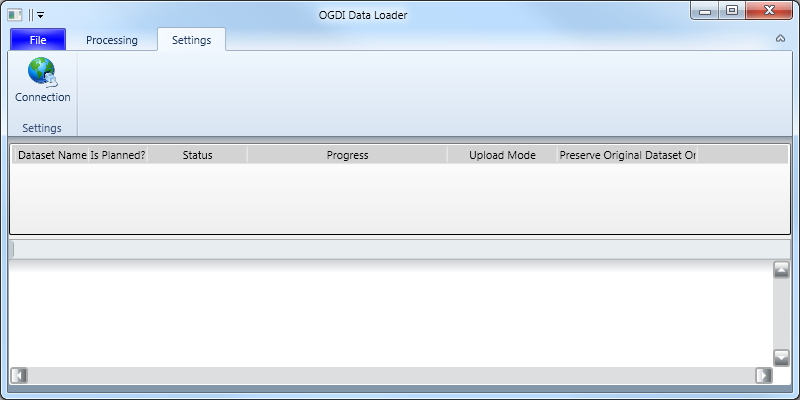 OGDI Data Loader
File Processing Settings
Connection
Settings
Dataset Name Is Planned? Status Progress Upload Mode Preserve Original Dataset Or